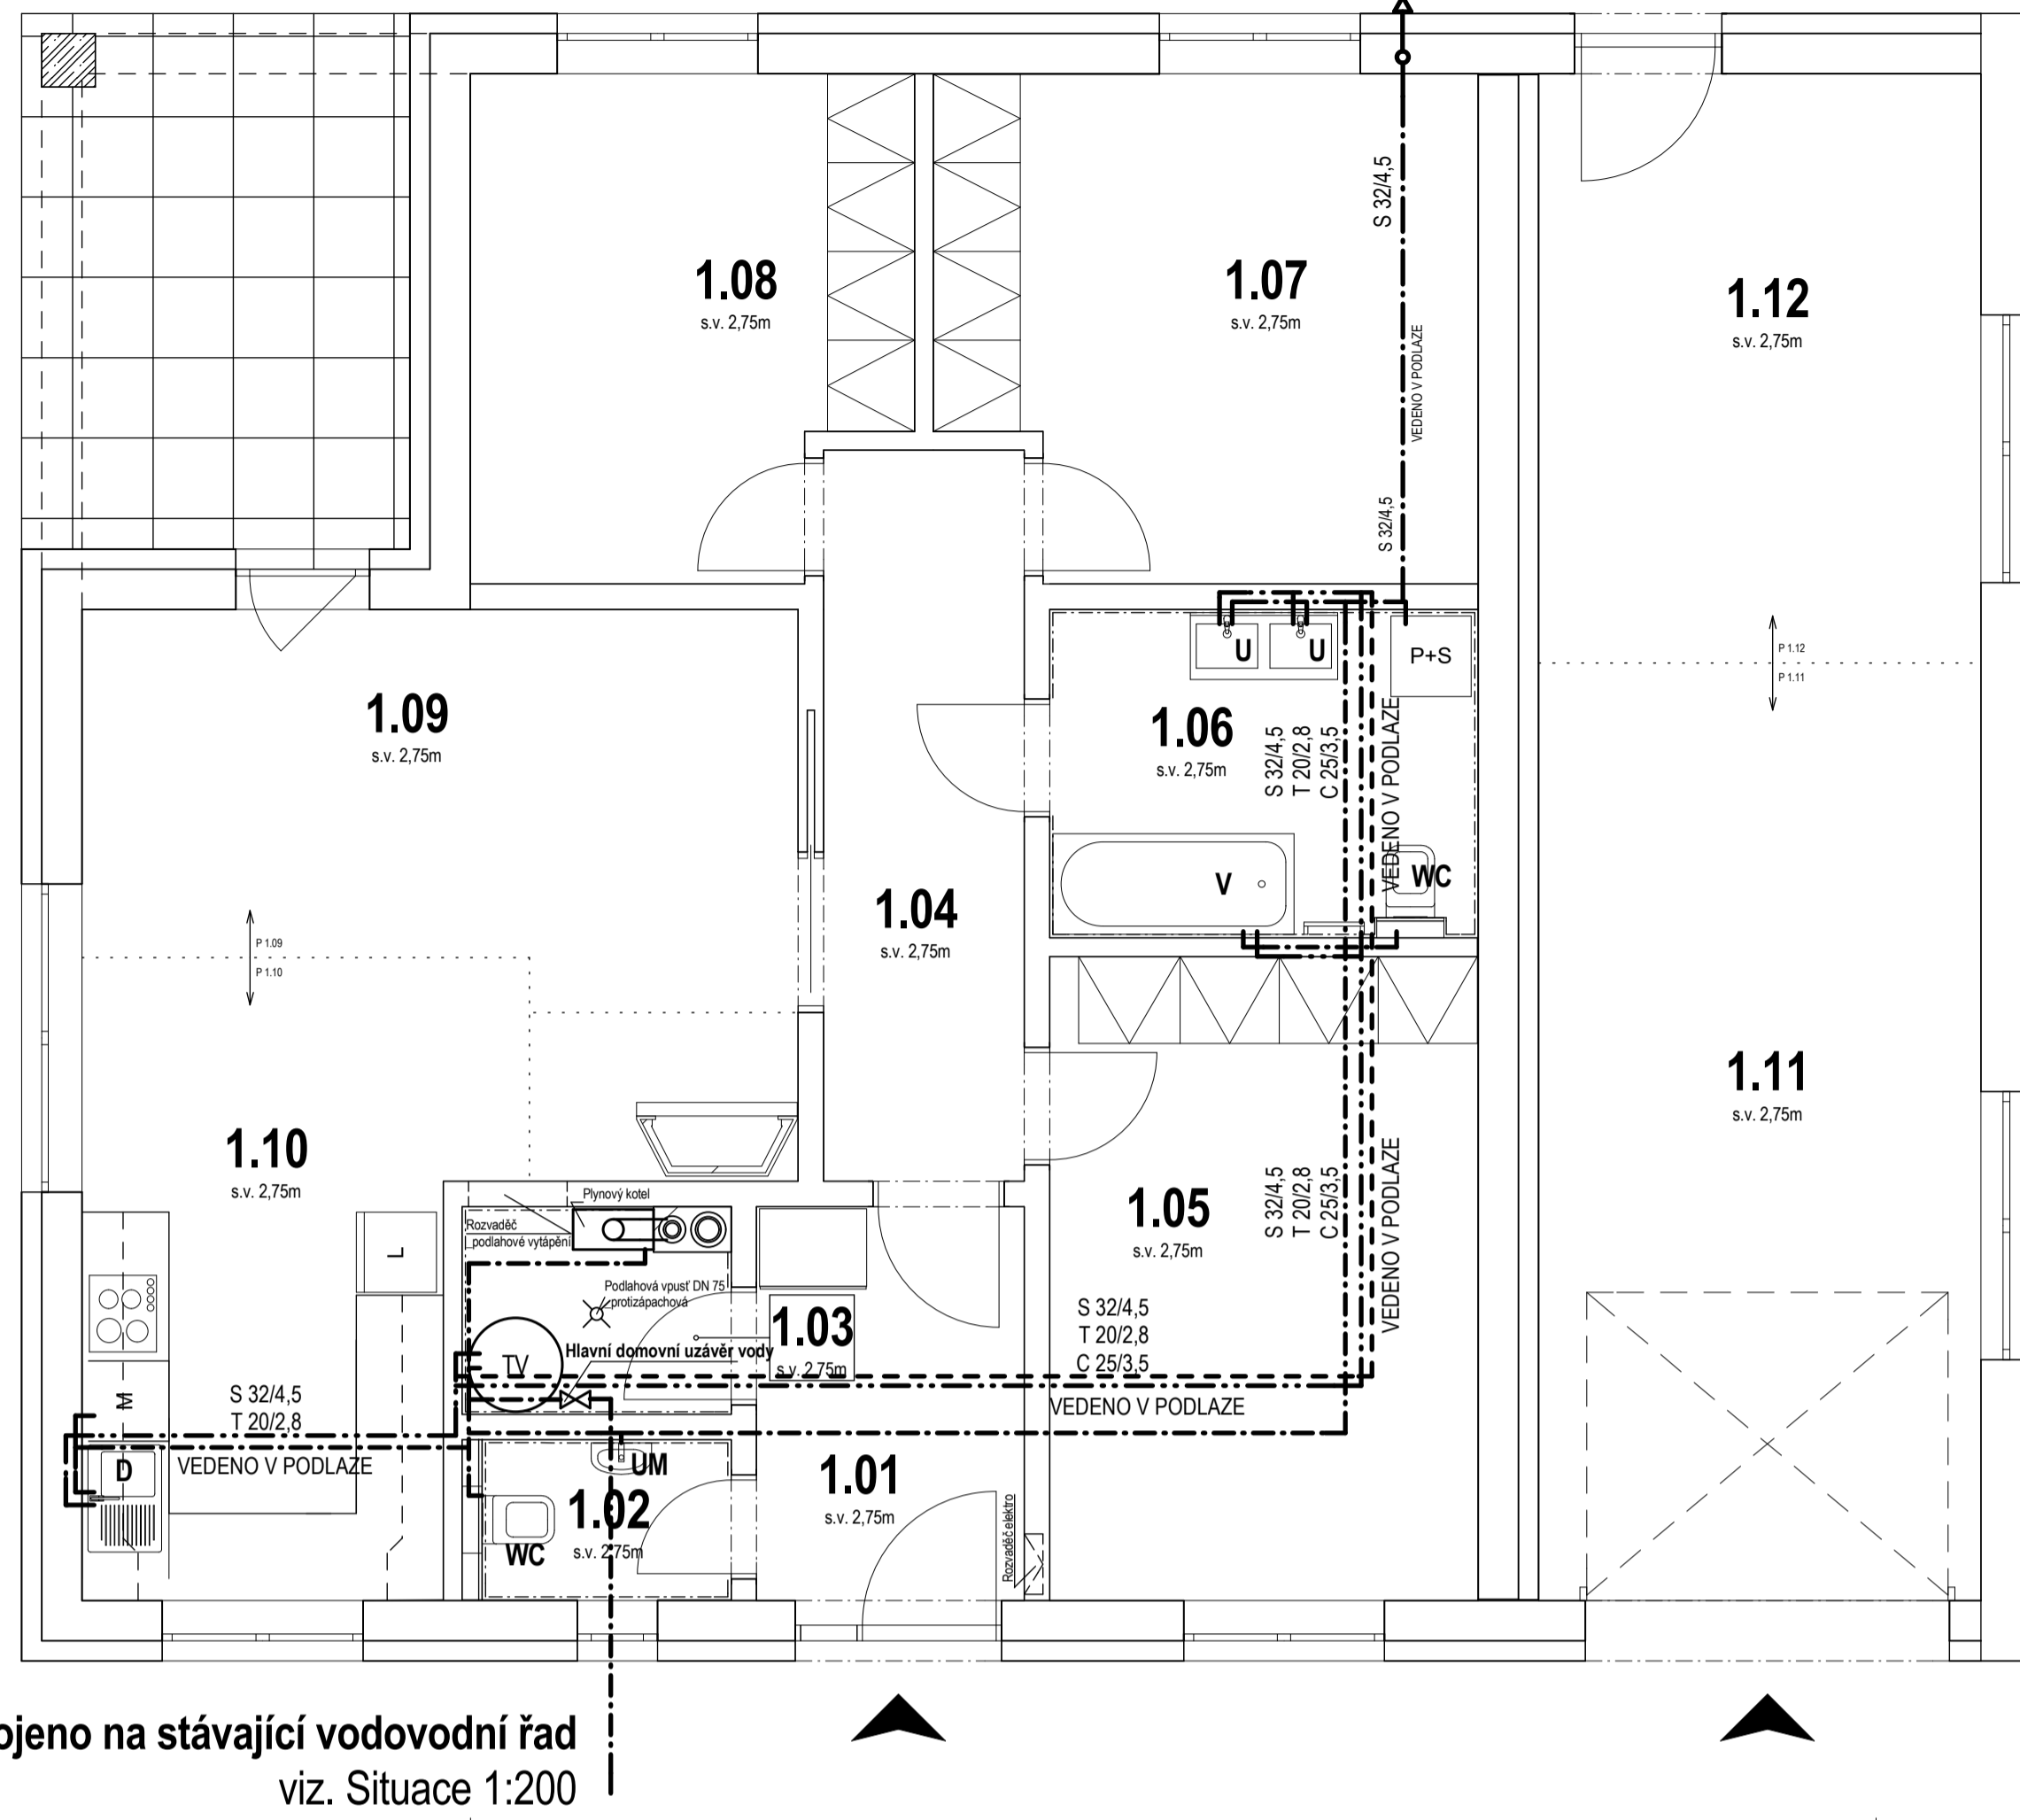 S 32/4,5
1.08
s.v. 2,75m
1.07
s.v. 2,75m
1.12
s.v. 2,75m
VEDENO V PODLAZE
S 32/4,5
U
U
P+S
P 1.12
P 1.11
1.09
s.v. 2,75m
1.06
s.v. 2,75m
S 32/4,5
T 20/2,8
C 25/3,5
VEDENO V PODLAZE
V
WC
1.04
s.v. 2,75m
P 1.09
P 1.10
1.11
s.v. 2,75m
1.10
s.v. 2,75m
1.05
s.v. 2,75m
S 32/4,5
T 20/2,8
C 25/3,5
VEDENO V PODLAZE
Plynový kotel
Rozvaděč
podlahové vytápění
L
Podlahová vpusť DN 75
protizápachová
1.03
s.v. 2,75m
Hlavní domovní uzávěr vody
TV
S 32/4,5
T 20/2,8
C 25/3,5
VEDENO V PODLAZE
M
S 32/4,5
T 20/2,8
VEDENO V PODLAZE
D
UM
1.02
s.v. 2,75m
WC
1.01
s.v. 2,75m
Rozvaděč elektro
ojeno na stávající vodovodní řad
viz. Situace 1:200